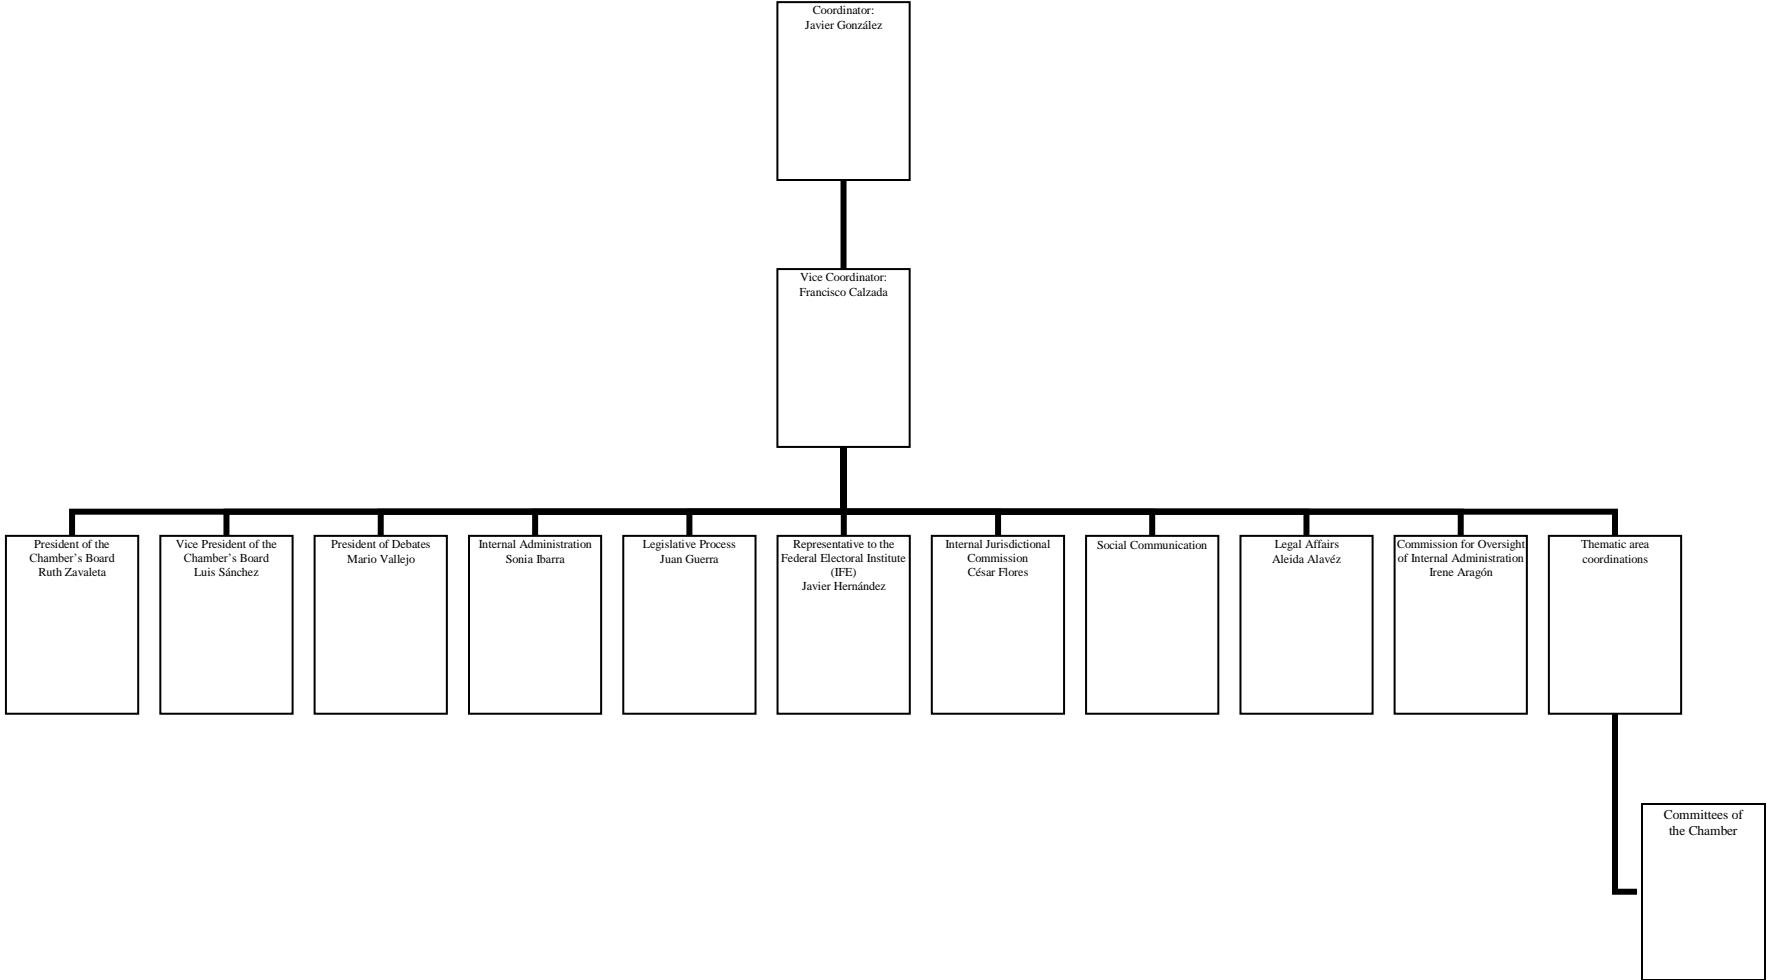 Coordinator:
Javier González
Vice Coordinator:
Francisco Calzada
President of the
Chamber’s Board
Ruth Zavaleta
Vice President of the
Chamber’s Board
Luis Sánchez
President of Debates
Mario Vallejo
Internal Administration
Sonia Ibarra
Legislative Process
Juan Guerra
Representative to the
Federal Electoral Institute
(IFE)
Javier Hernández
Internal Jurisdictional
Commission
César Flores
Social Communication
Legal Affairs
Aleida Alavéz
Commission for Oversight
of Internal Administration
Irene Aragón
Thematic area
coordinations
Committees of
the Chamber